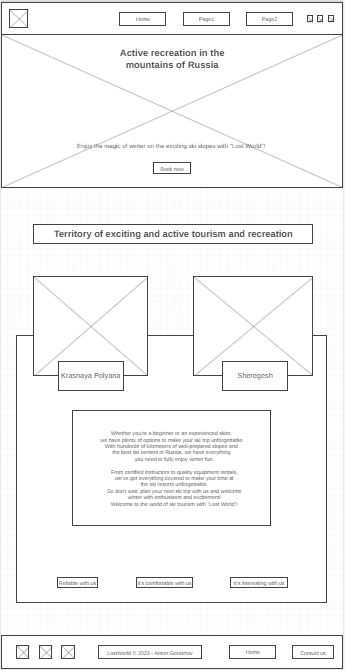 Home
Page1
Page2
Active recreation in the
mountains of Russia
Enjoy the magic of winter on the exciting ski slopes with "Lost World"!
Book now
Territory of exciting and active tourism and recreation
Krasnaya Polyana
Sheregesh
Whether you're a beginner or an experienced skier,
we have plenty of options to make your ski trip unforgettable.
With hundreds of kilometers of well-groomed slopes and
the best ski centers in Russia, we have everything
you need to fully enjoy winter fun.
From certified instructors to quality equipment rentals,
we've got everything covered to make your time at
the ski resorts unforgettable.
So don't wait, plan your next ski trip with us and welcome
winter with enthusiasm and excitement!
Welcome to the world of ski tourism with "Lost World"!
Reliable with us
It's comfortable with us
It's interesting with us
LostWorld © 2023 - Anton Gorokhov
Home
Contact us